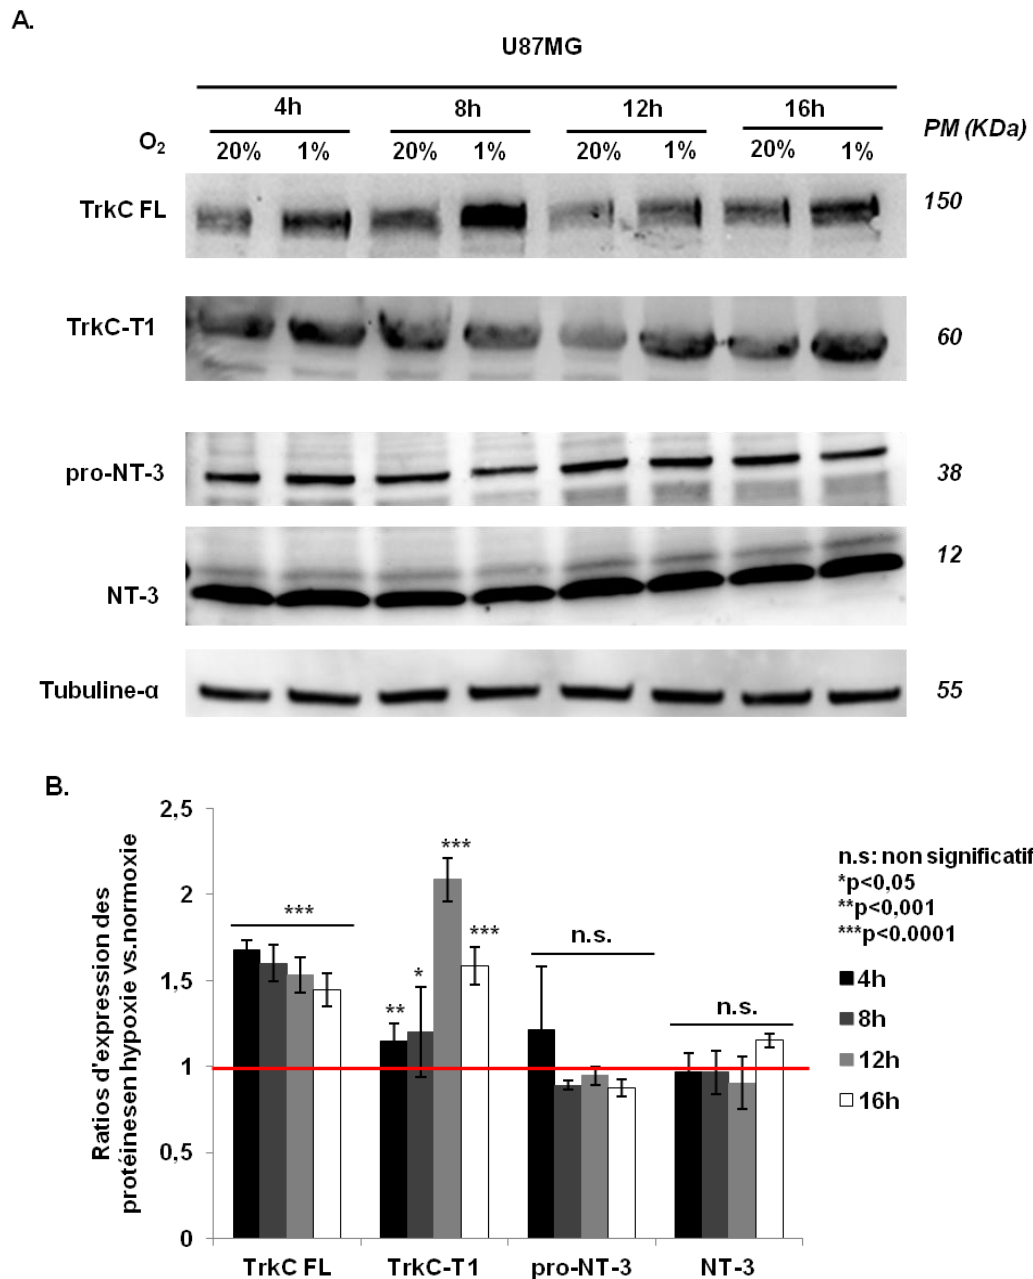 A.
U87MG
4h 8h 12h 16h
PM (KDa)
O2
20% 1% 20% 1% 20% 1% 20% 1%
TrkC FL 150
TrkC-T1 60
pro-NT-3 38
NT-3 12
Tubuline-α 55
B.
Ratios d'expression des
protéinesen hypoxie vs.normoxie
2,5
2
1,5
1
0,5
0
***
**
*
***
***
n.s.
n.s.
TrkC FL TrkC-T1 pro-NT-3 NT-3
n.s: non significatif
*p<0,05
**p<0,001
***p<0.0001
4h
8h
12h
16h